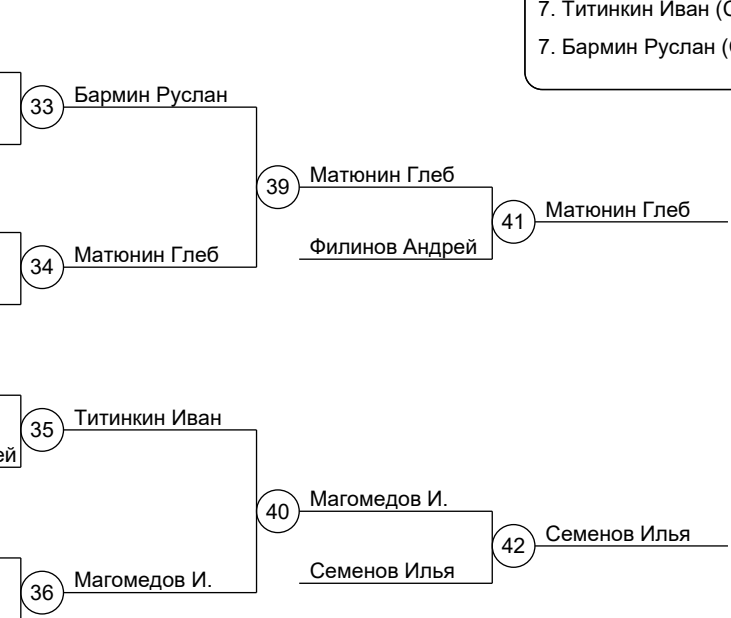 7. Титинкин Иван (
7. Бармин Руслан (
33 Бармин Руслан
39 Матюнин Глеб
41 Матюнин Глеб
Филинов Андрей
34 Матюнин Глеб
35 Титинкин Иван
ей
40 Магомедов И.
42 Семенов Илья
Семенов Илья
36 Магомедов И.